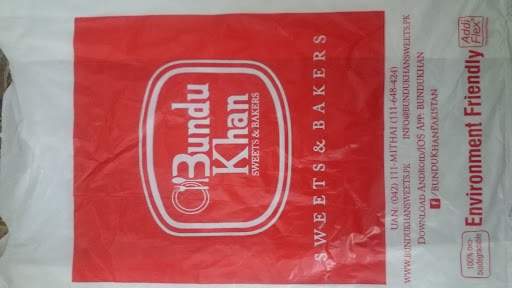 Bundu
Khan
SWEETS & BAKERS
SWEETS & BAKERS
UAN: (042) 111-MITHAI (111-648-424)
WWW.BUNDUKHANSWEETS.PK INFO@BUNDUKHANSWEETS.PK
DOWNLOAD ANDROID/IOS APP: BUNDUKHAN
f/BUNDUKHANPAKISTAN
100% oxo-
biodegradable
Environment Friendly
Addi
Flex